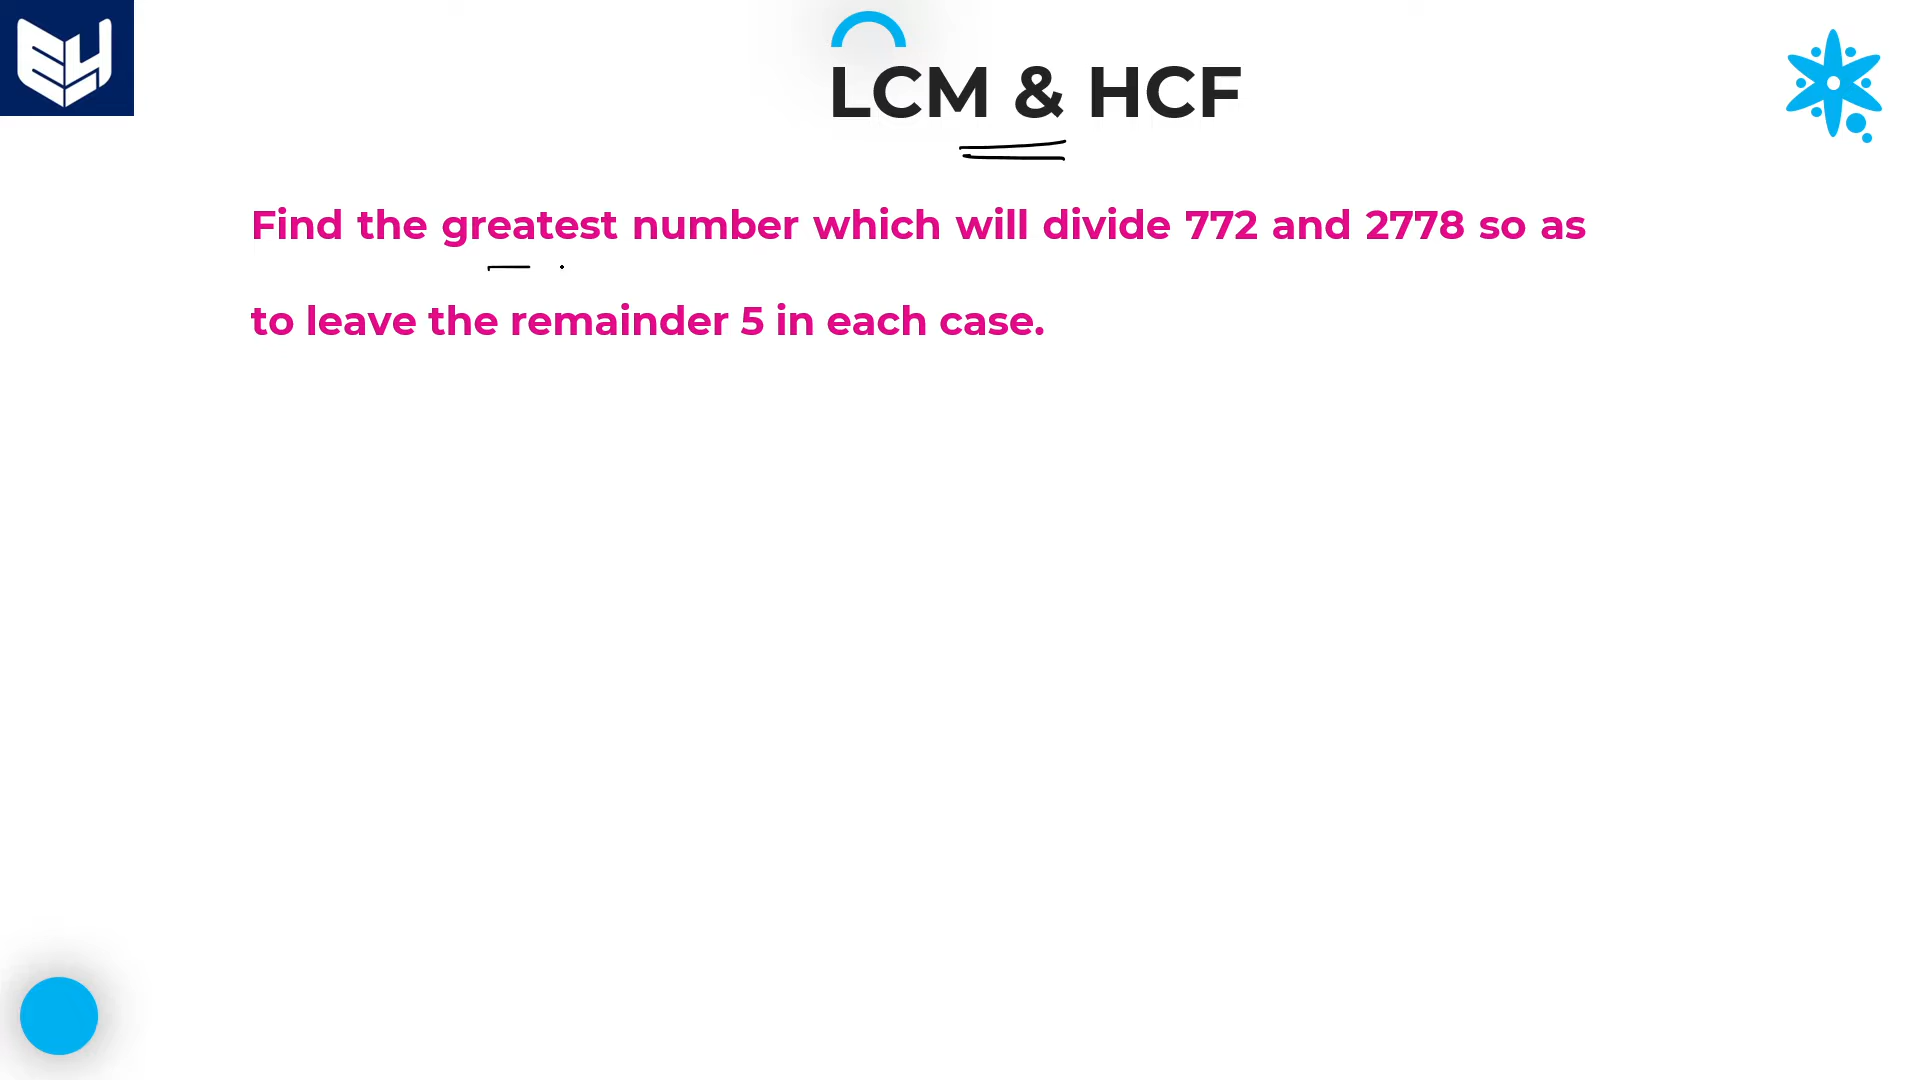 LCM & HCF
Find the greatest number which will divide 772 and 2778 so as
to leave the remainder 5 in each case.